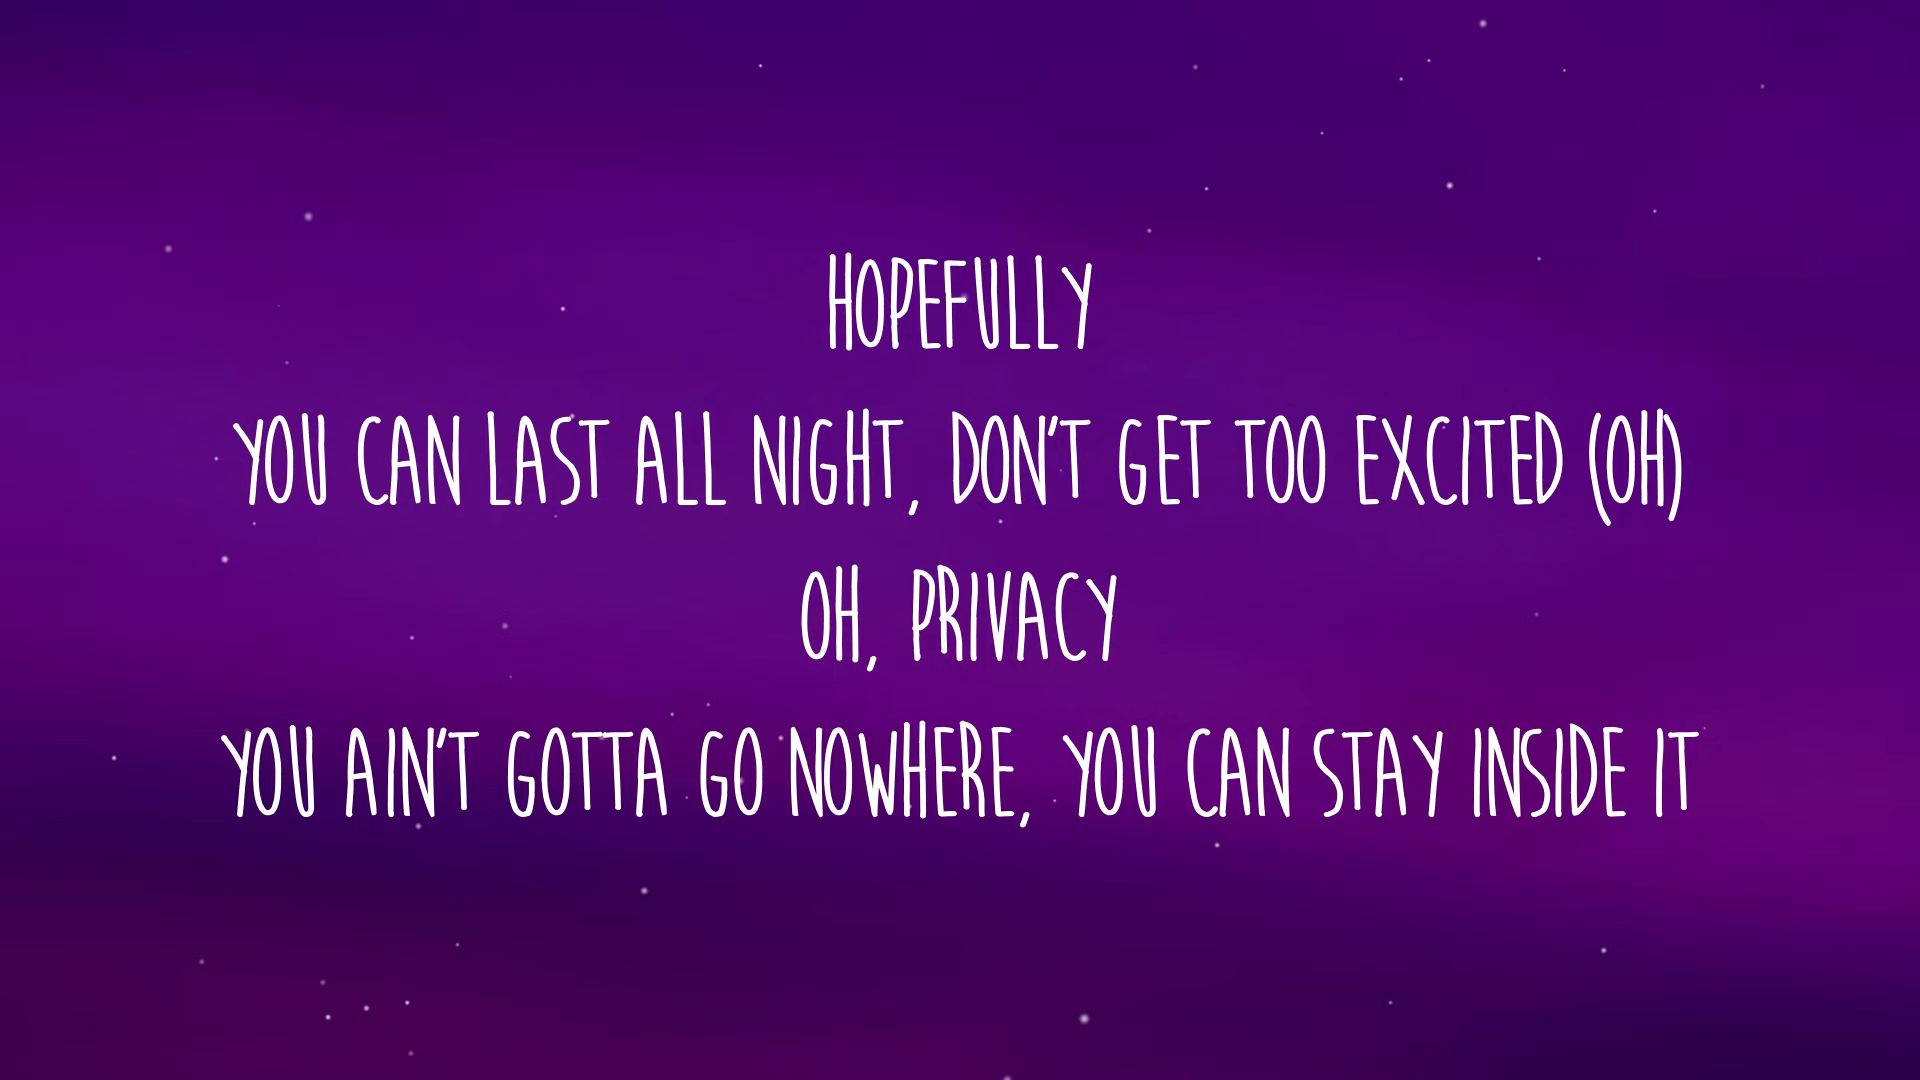 HOPEFULLY
YOU CAN LAST ALL NIGHT, DON'T GET TOO EXCITED (OH)
OH, PRIVACY
YOU AIN'T GOTTA GO NOWHERE, YOU CAN STAY INSIDE IT